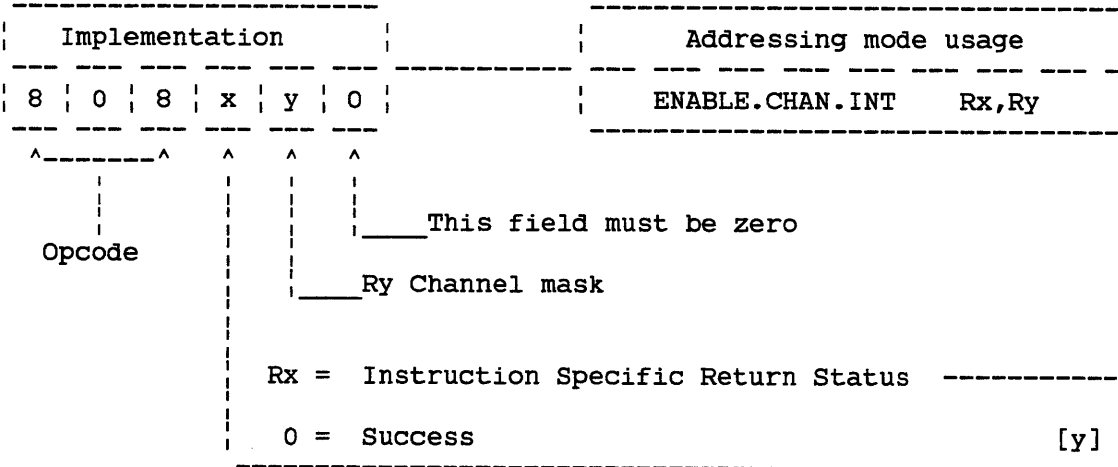 Implementation Addressing mode usage
8 0 8 x y 0 ENABLE.CHAN.INT Rx,Ry
^ ^ ^ ^ ^
This field must be zero
Opcode
Ry Channel mask
Rx = Instruction Specific Return Status
0 = Success [y]